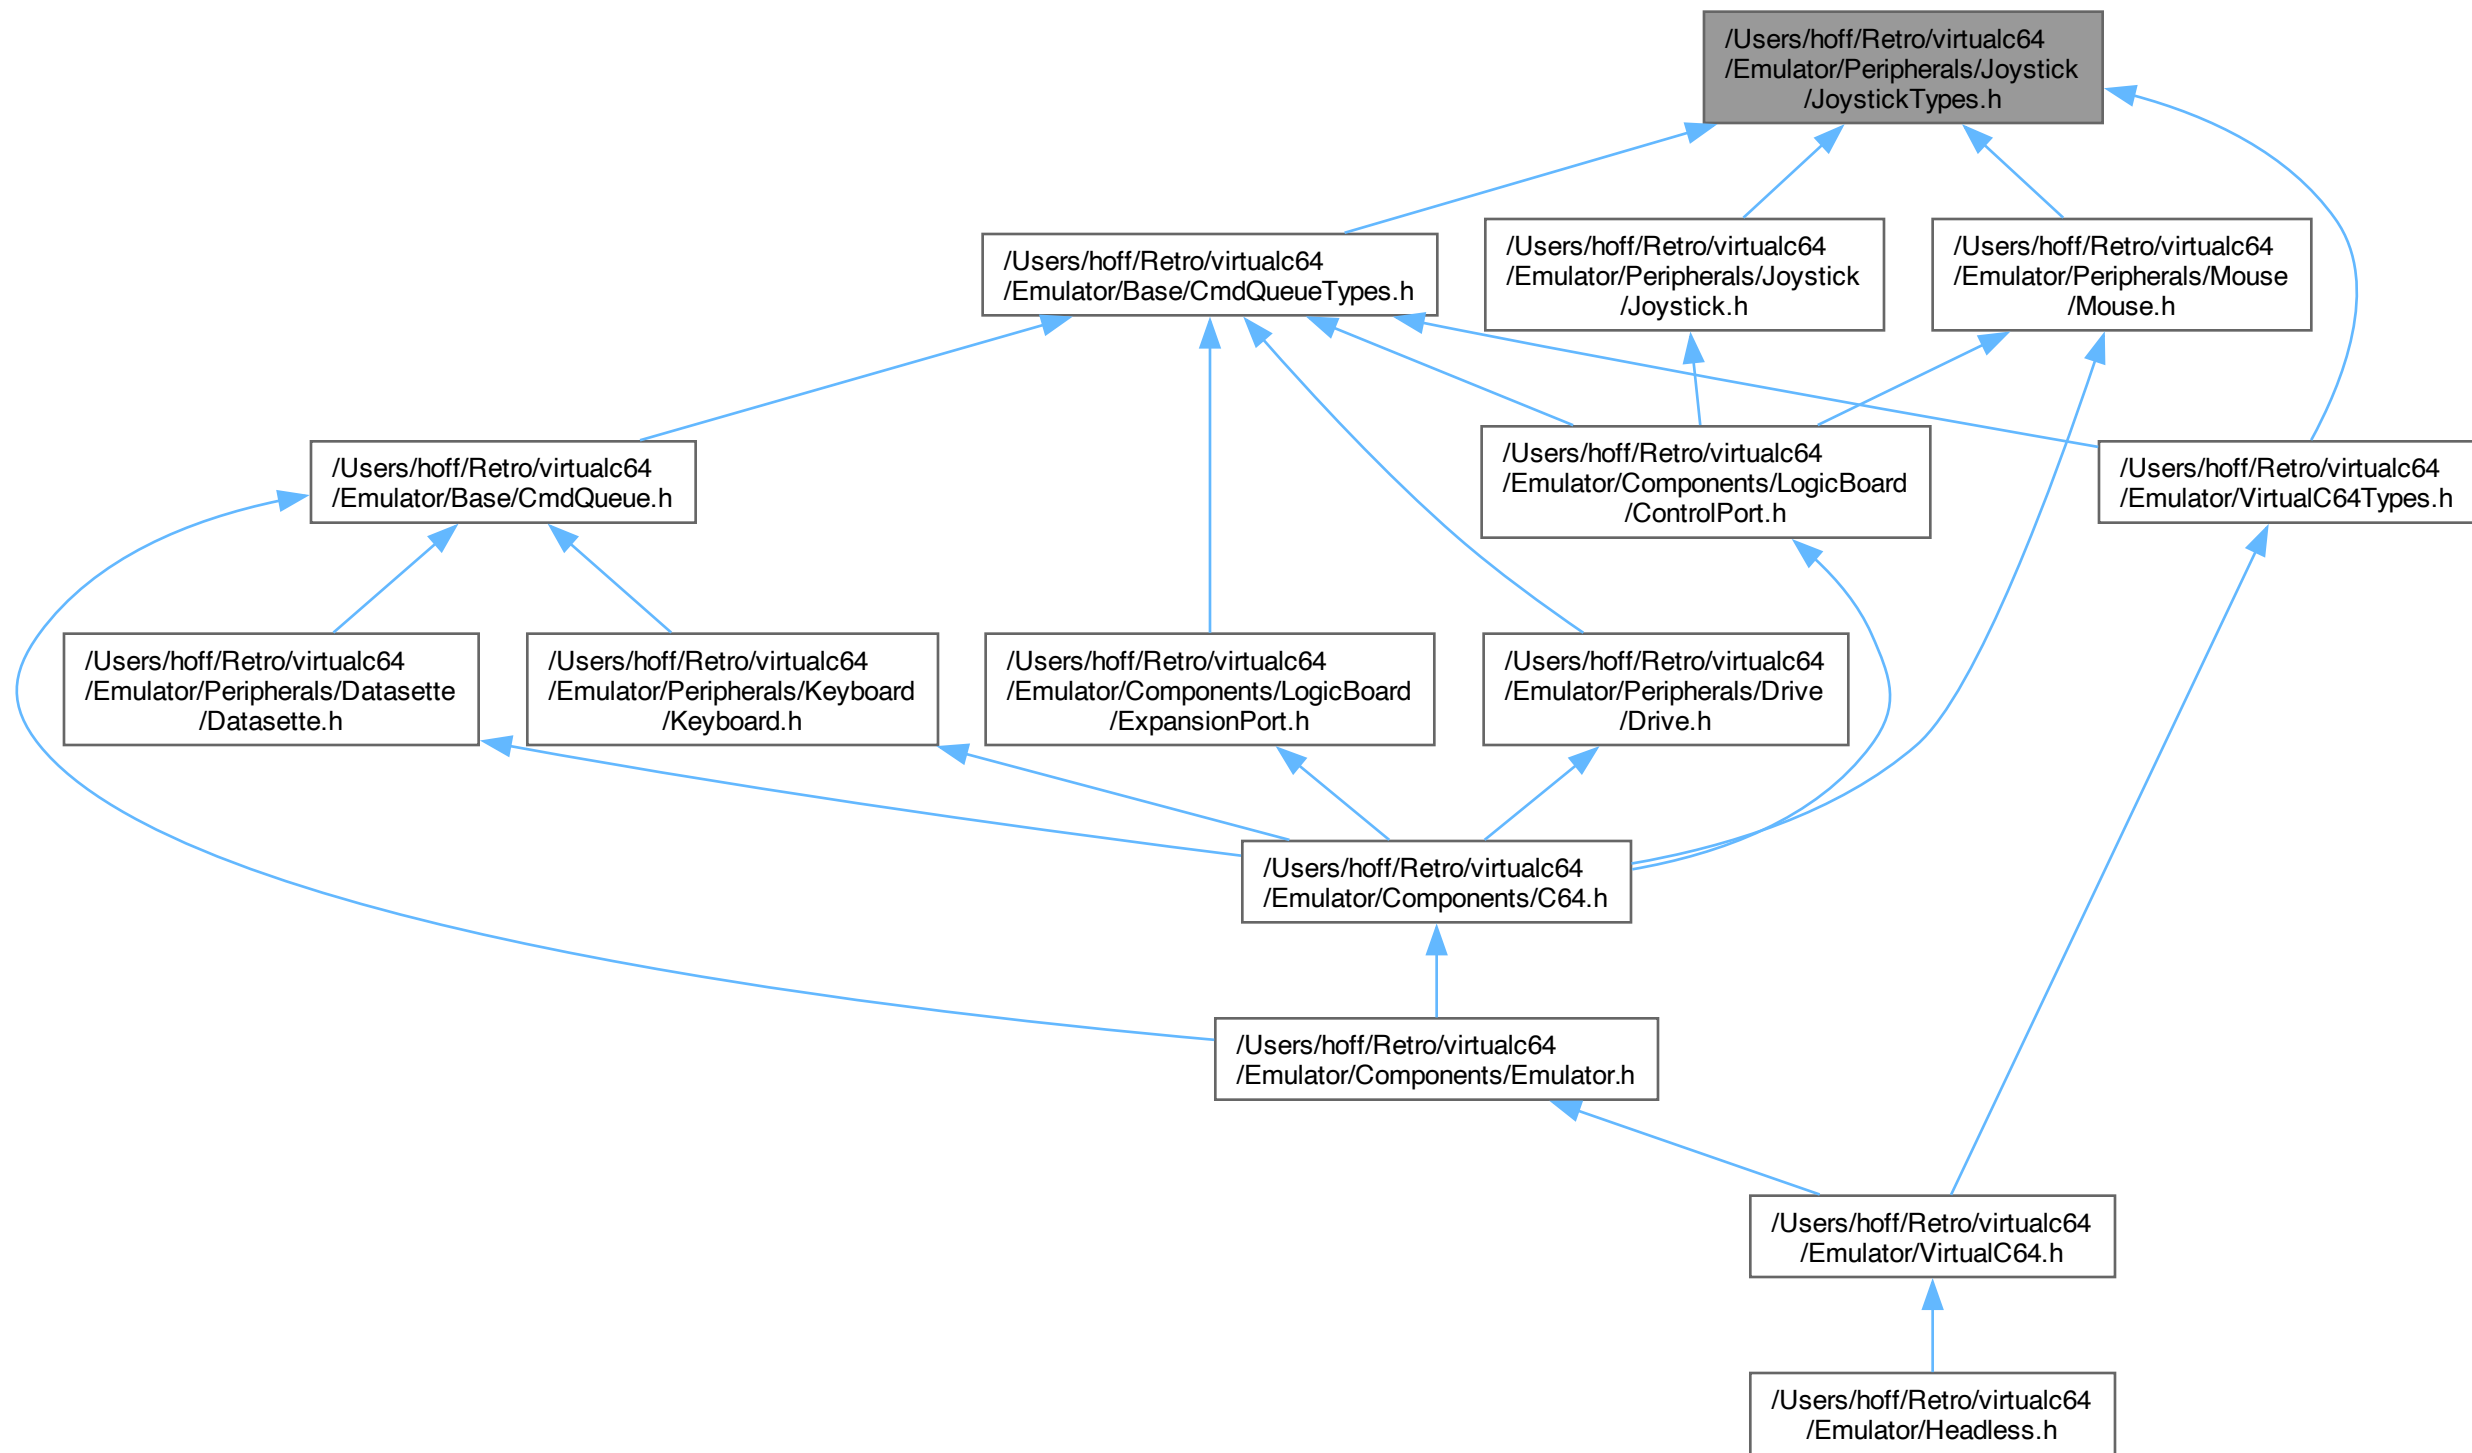 /Users/hoff/Retro/virtualc64
/Emulator/Peripherals/Joystick
/JoystickTypes.h
/Users/hoff/Retro/virtualc64
/Emulator/Base/CmdQueueTypes.h
/Users/hoff/Retro/virtualc64
/Emulator/Peripherals/Joystick
/Joystick.h
/Users/hoff/Retro/virtualc64
/Emulator/Peripherals/Mouse
/Mouse.h
/Users/hoff/Retro/virtualc64
/Emulator/Base/CmdQueue.h
/Users/hoff/Retro/virtualc64
/Emulator/Components/LogicBoard
/ControlPort.h
/Users/hoff/Retro/virtualc64
/Emulator/VirtualC64Types.h
/Users/hoff/Retro/virtualc64
/Emulator/Peripherals/Datasette
/Datasette.h
/Users/hoff/Retro/virtualc64
/Emulator/Peripherals/Keyboard
/Keyboard.h
/Users/hoff/Retro/virtualc64
/Emulator/Components/LogicBoard
/ExpansionPort.h
/Users/hoff/Retro/virtualc64
/Emulator/Peripherals/Drive
/Drive.h
/Users/hoff/Retro/virtualc64
/Emulator/Components/C64.h
/Users/hoff/Retro/virtualc64
/Emulator/Components/Emulator.h
/Users/hoff/Retro/virtualc64
/Emulator/VirtualC64.h
/Users/hoff/Retro/virtualc64
/Emulator/Headless.h